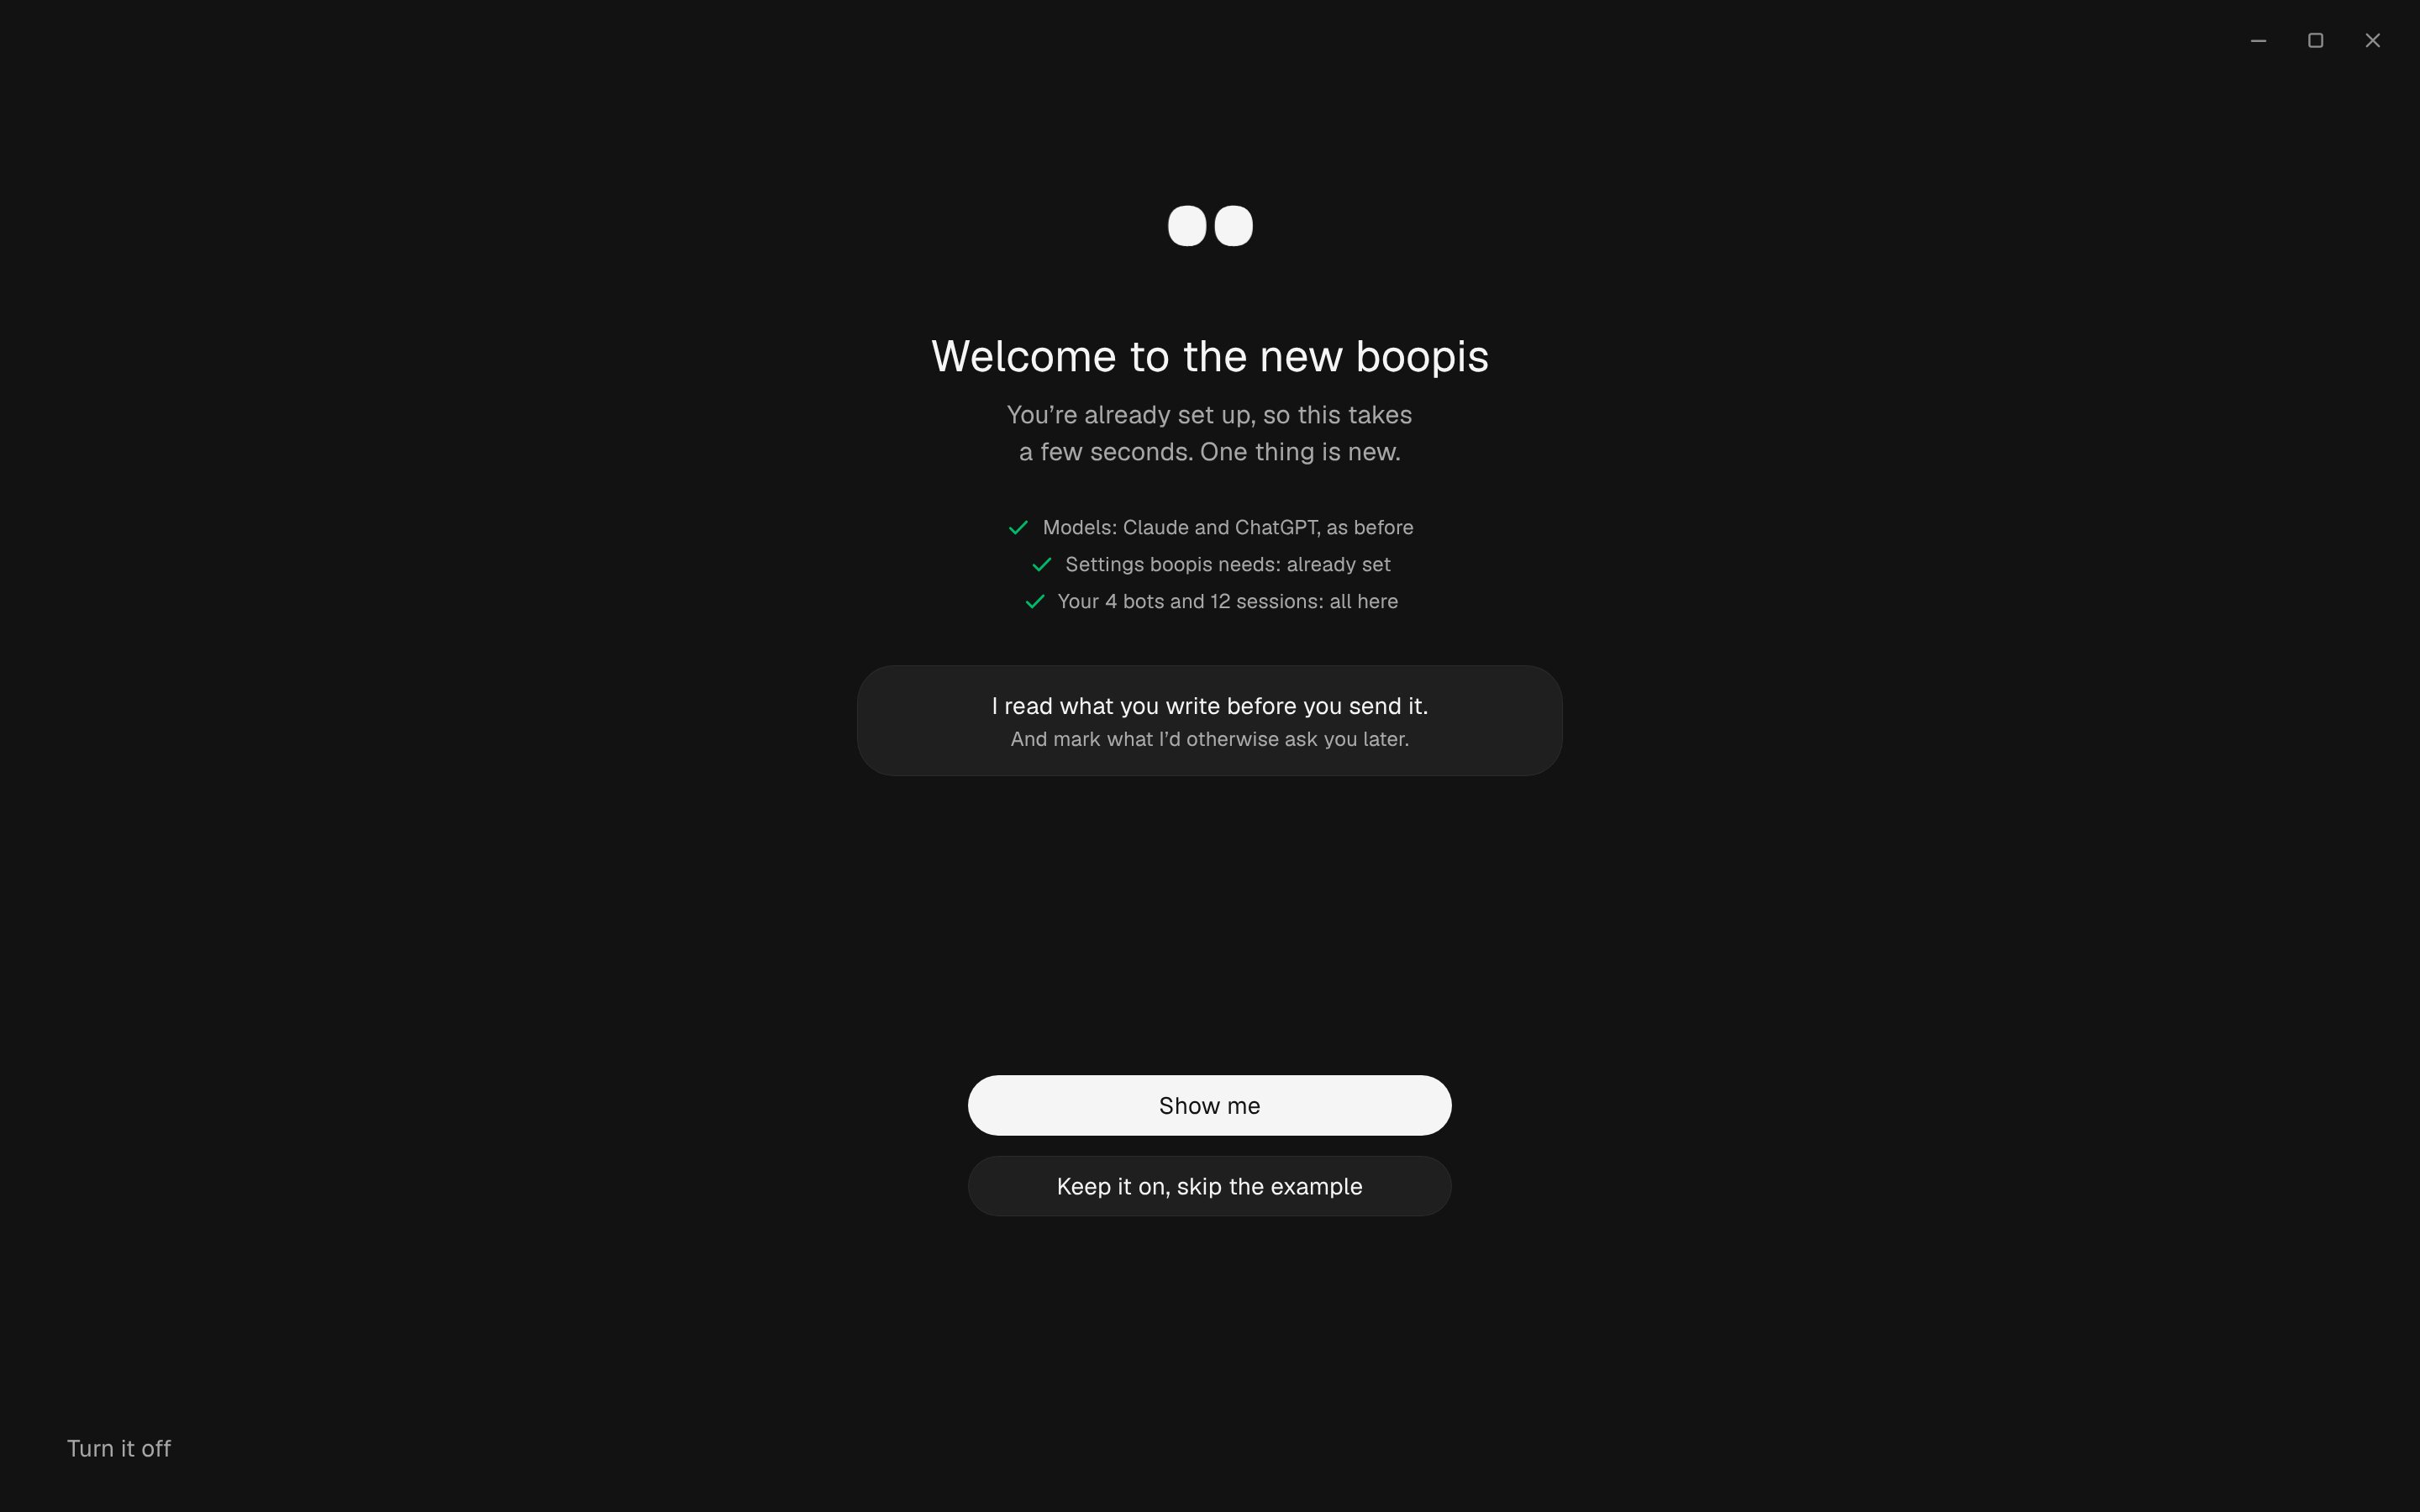 Welcome to the new boopis
You’re already set up, so this takes
a few seconds. One thing is new.
Models: Claude and ChatGPT, as before
Settings boopis needs: already set
Your 4 bots and 12 sessions: all here
I read what you write before you send it.
And mark what I’d otherwise ask you later.
Show me
Keep it on, skip the example
Turn it off